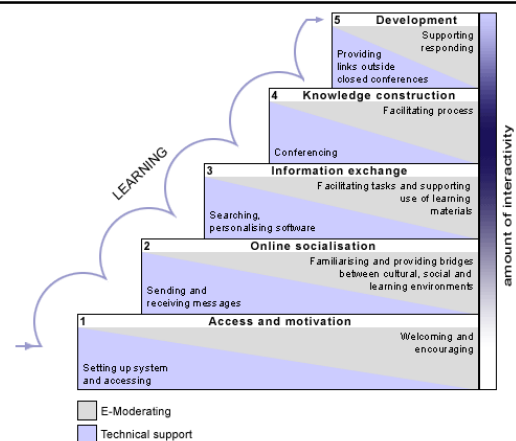 5 Development
Supporting
responding
Providing
links outside
closed conferences
4 Knowledge construction
Facilitating process
Conferencing
3 Information exchange
Facilitating tasks and supporting
use of learning
materials
Searching,
personalising software
2 Online socialisation
Familiarising and providing bridges
between cultural, social and
learning environments
Sending and
receiving messages
1 Access and motivation
Welcoming and
encouraging
Setting up system
and accessing
LEARNING
amount of interactivity
E-Moderating
Technical support